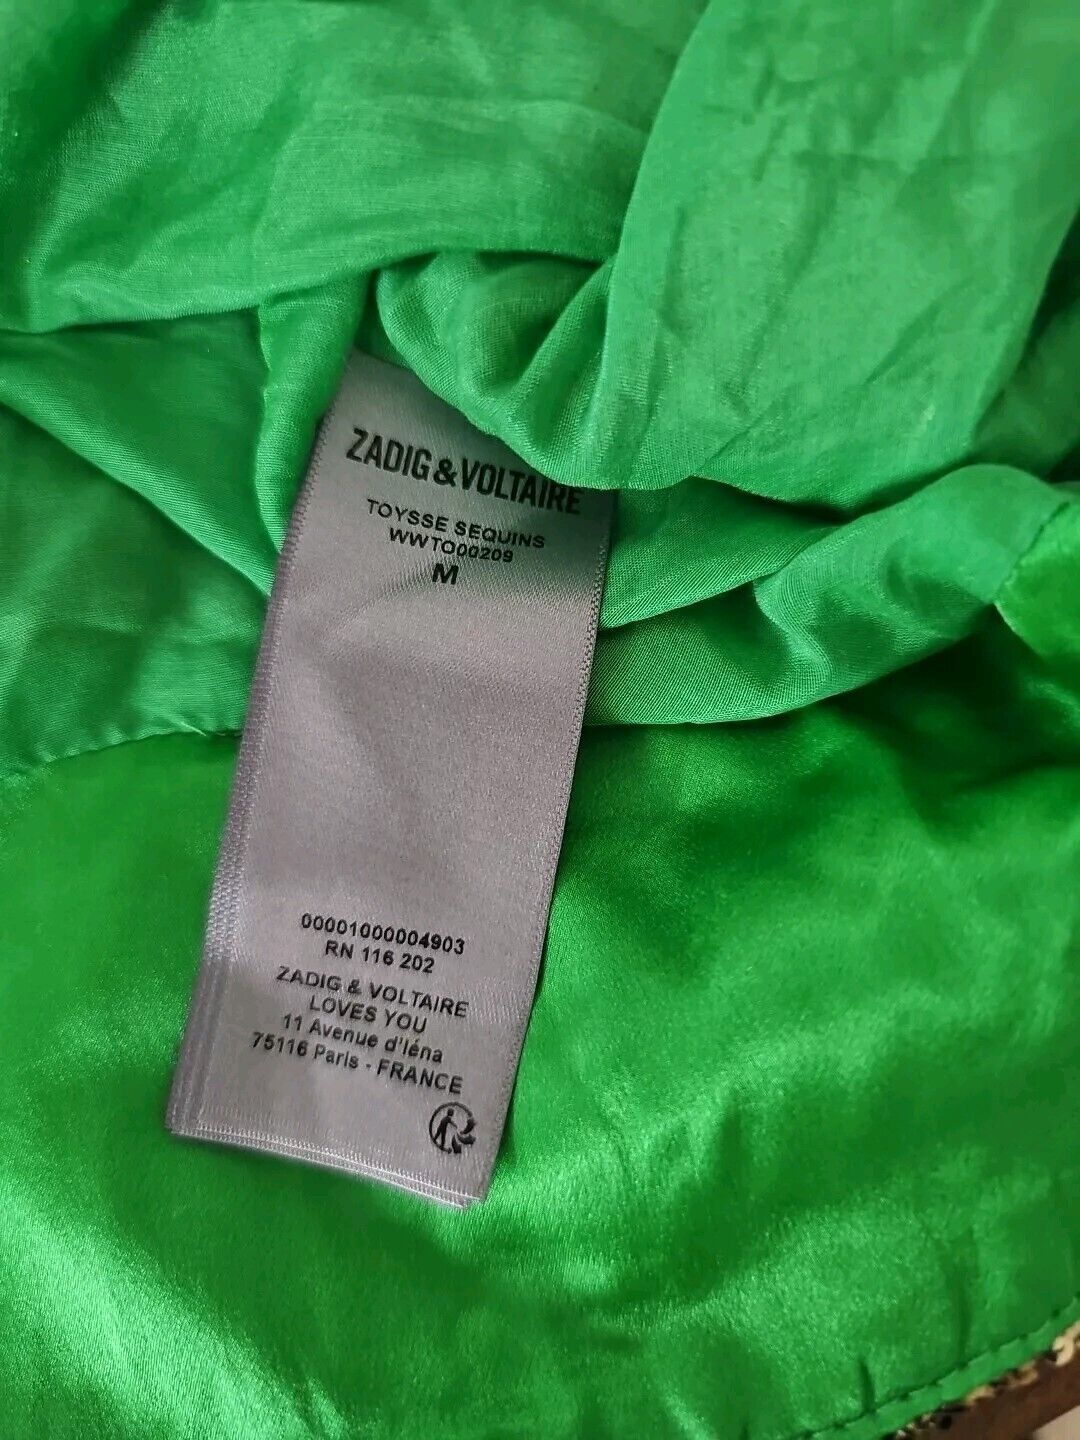 ZADIG&VOLTAIRE
TOYSSE SEQUINS
WWTO00209
M
00001000004903
RN 116 202
ZADIG & VOLTAIRE
LOVES YOU
11 Avenue d'Iéna
75116 Paris - FRANCE